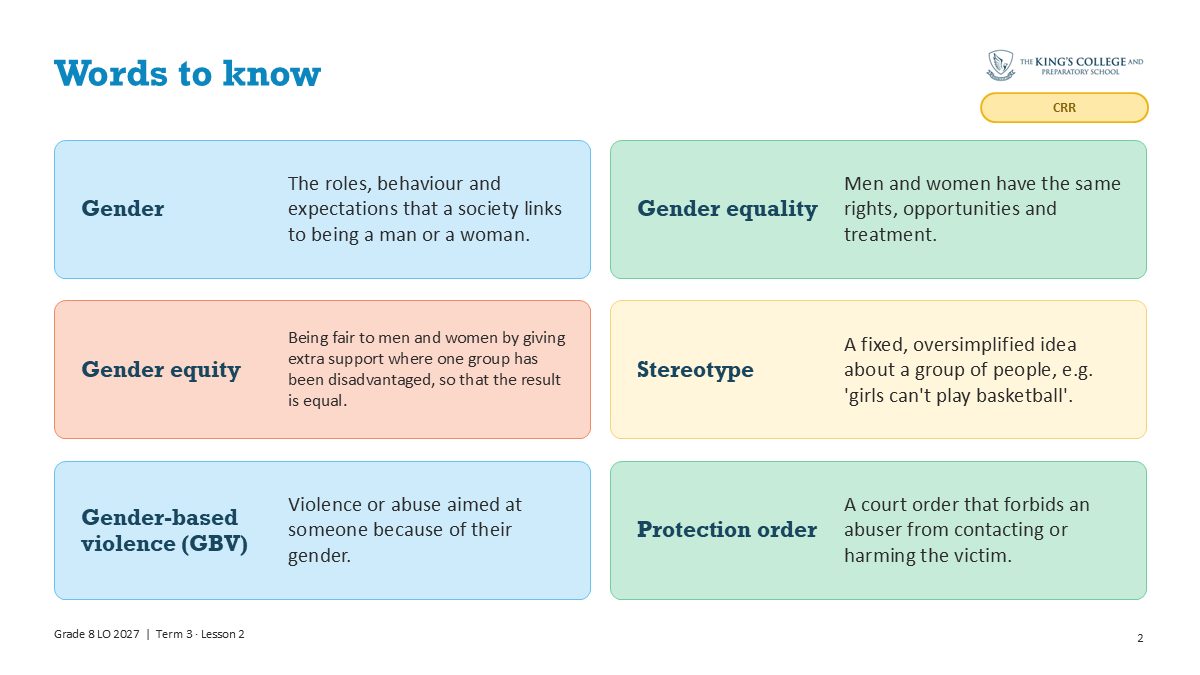 Words to know
THE KING'S COLLEGE AND
PREPARATORY SCHOOL
CRR
Gender
The roles, behaviour and
expectations that a society links
to being a man or a woman.
Gender equality
Men and women have the same
rights, opportunities and
treatment.
Gender equity
Being fair to men and women by giving
extra support where one group has
been disadvantaged, so that the result
is equal.
Stereotype
A fixed, oversimplified idea
about a group of people, e.g.
'girls can't play basketball'.
Gender-based
violence (GBV)
Violence or abuse aimed at
someone because of their
gender.
Protection order
A court order that forbids an
abuser from contacting or
harming the victim.
Grade 8 LO 2027 | Term 3 · Lesson 2
2